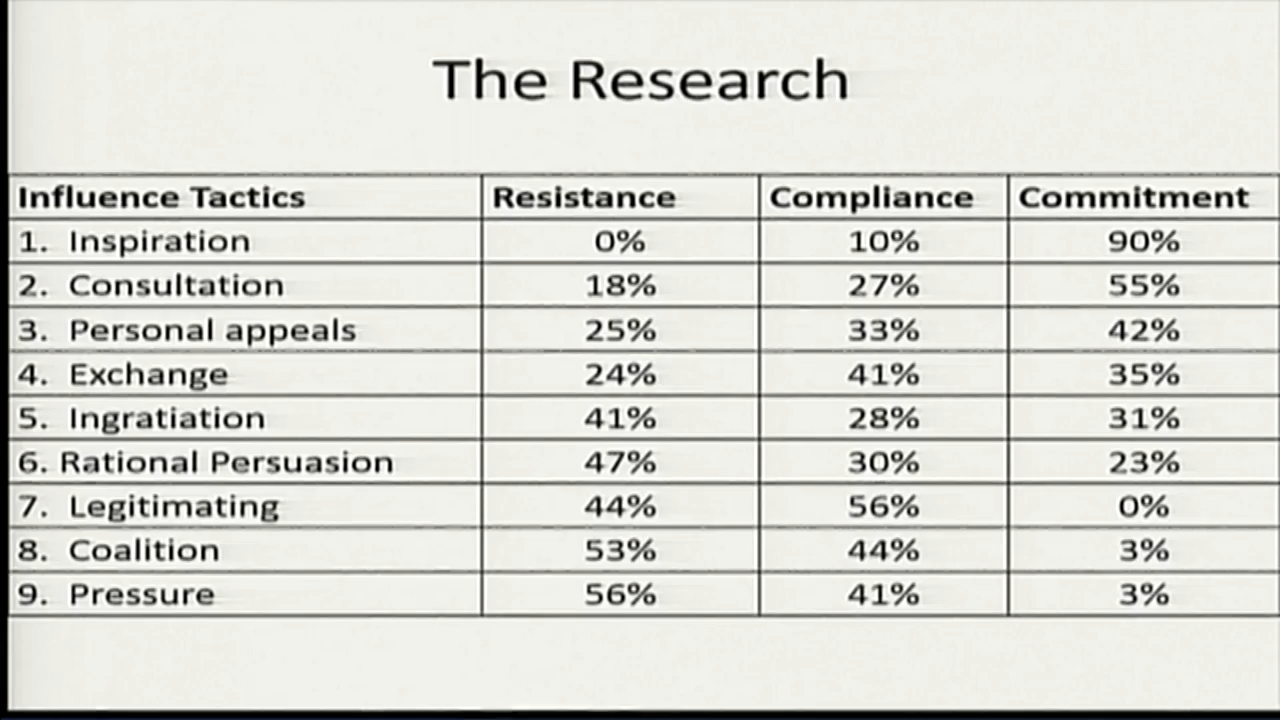 The Research
Influence Tactics Resistance Compliance Commitment
1. Inspiration 0% 10% 90%
2. Consultation 18% 27% 55%
3. Personal appeals 25% 33% 42%
4. Exchange 24% 41% 35%
5. Ingratiation 41% 28% 31%
6. Rational Persuasion 47% 30% 23%
7. Legitimating 44% 56% 0%
8. Coalition 53% 44% 3%
9. Pressure 56% 41% 3%